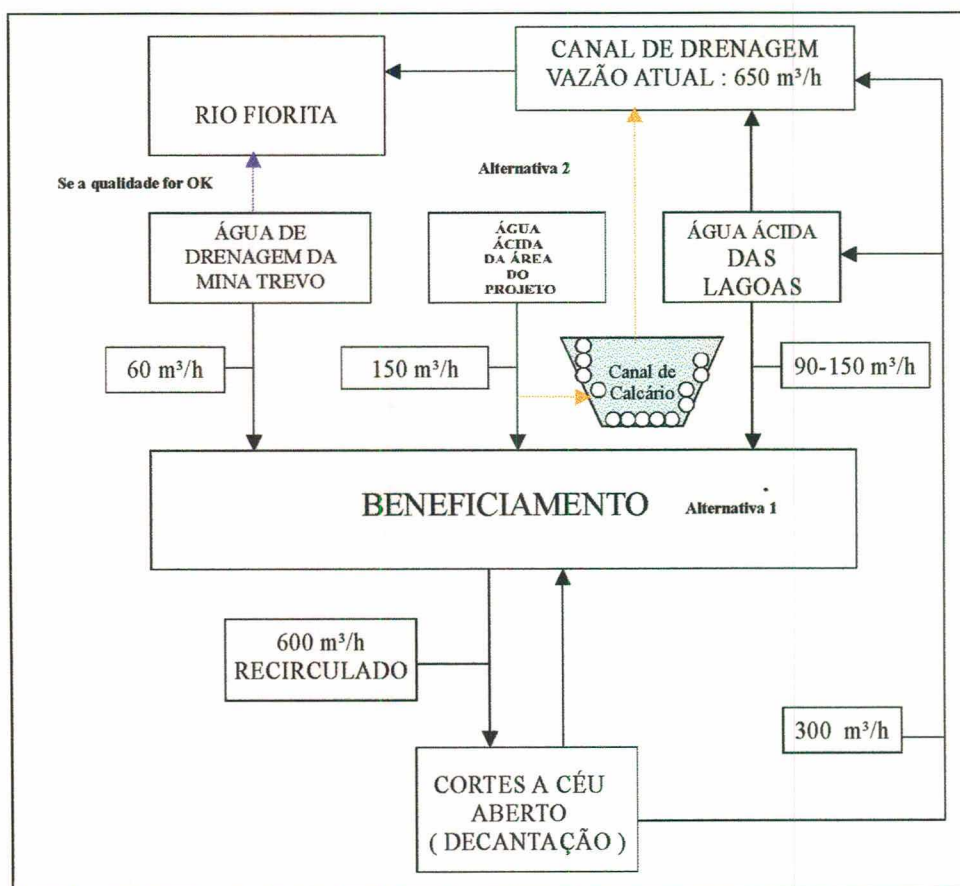 CANAL DE DRENAGEM
VAZÃO ATUAL : 650 m³/h
RIO FIORITA
Se a qualidade for OK
Alternativa 2
ÁGUA DE
DRENAGEM DA
MINA TREVO
ÁGUA
ÁCIDA
DA ÁREA
DO
PROJETO
ÁGUA ÁCIDA
DAS
LAGOAS
60 m³/h
150 m³/h
Canal de
Calcário
90-150 m³/h
BENEFICIAMENTO
Alternativa 1
600 m³/h
RECIRCULADO
300 m³/h
CORTES A CÉU
ABERTO
( DECANTAÇÃO )